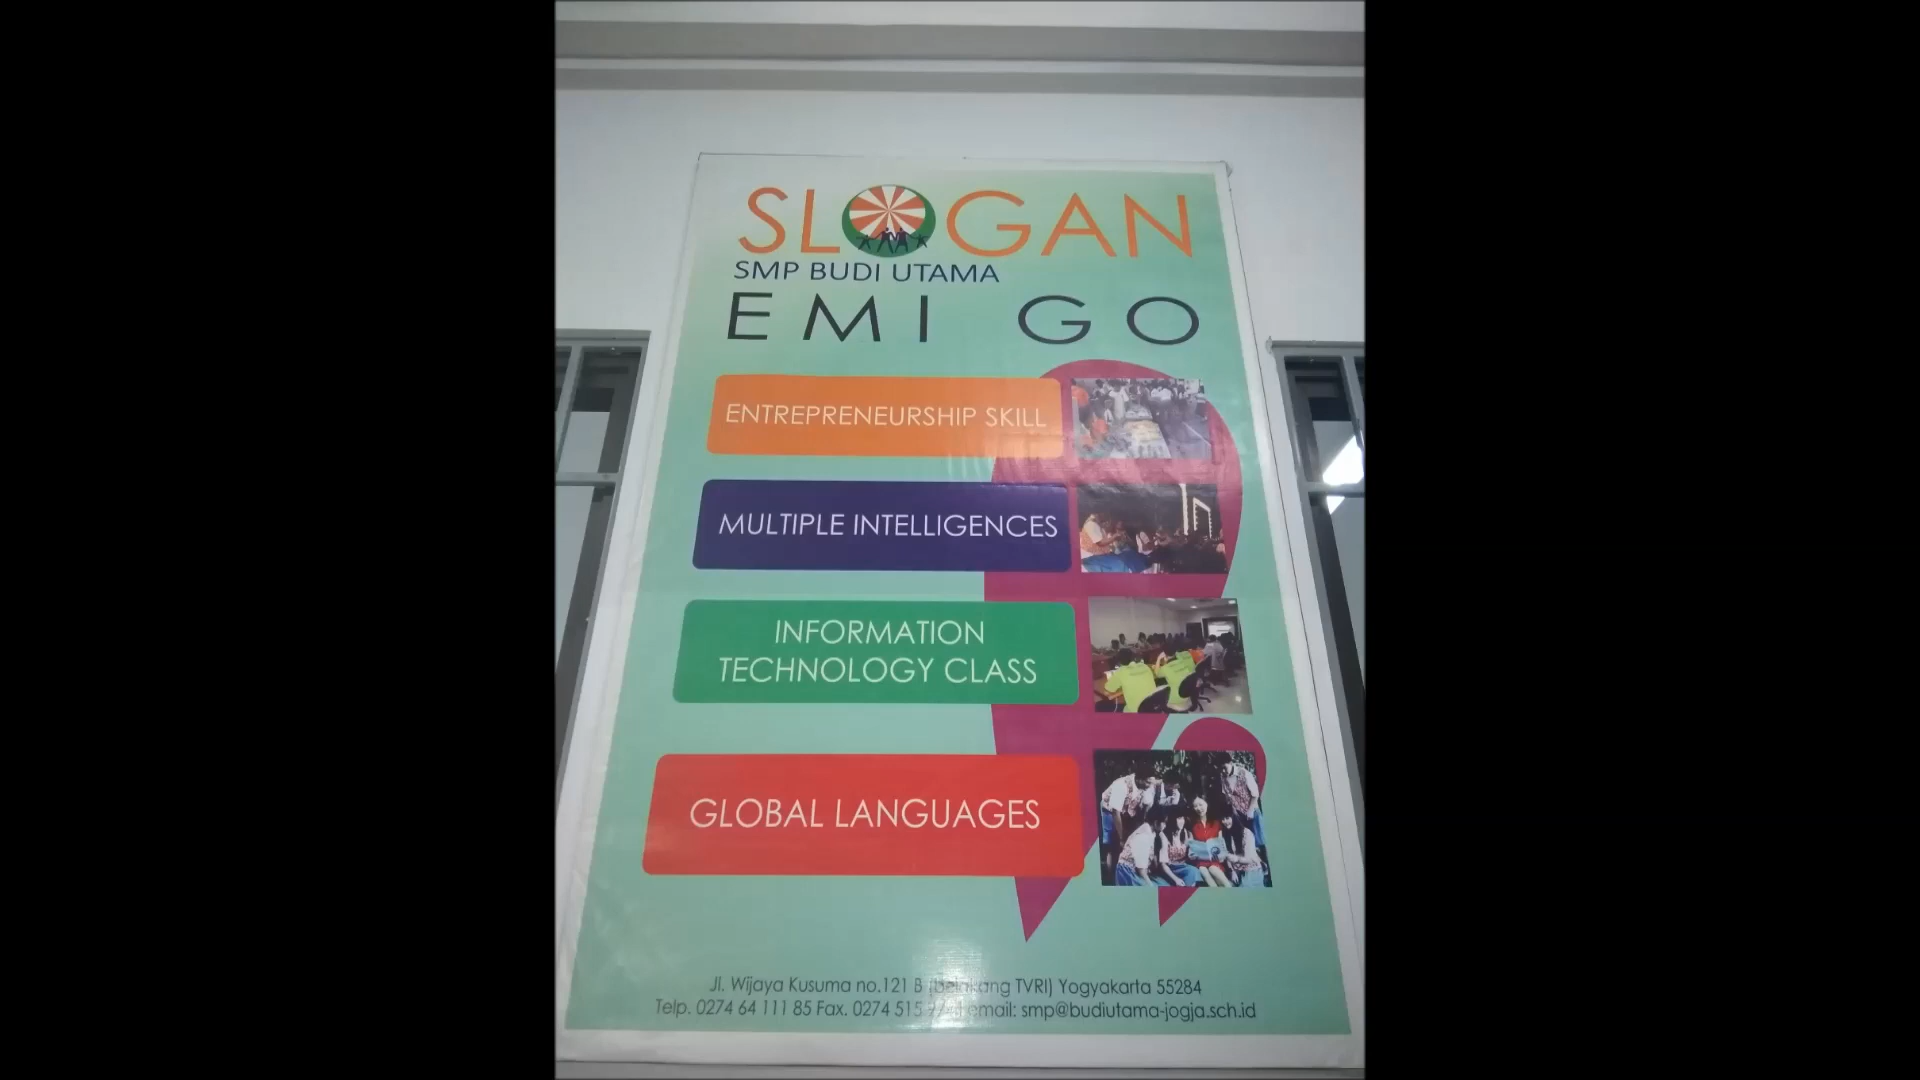 SLOGAN
SMP BUDI UTAMA
EMI GO
ENTREPRENEURSHIP SKILL
MULTIPLE INTELLIGENCES
INFORMATION
TECHNOLOGY CLASS
GLOBAL LANGUAGES
Jl. Wijaya Kusuma no.121 B (belakang TVRI) Yogyakarta 55284
Telp. 0274 64 111 85 Fax. 0274 515 email: smp@budiutama-jogja.sch.id